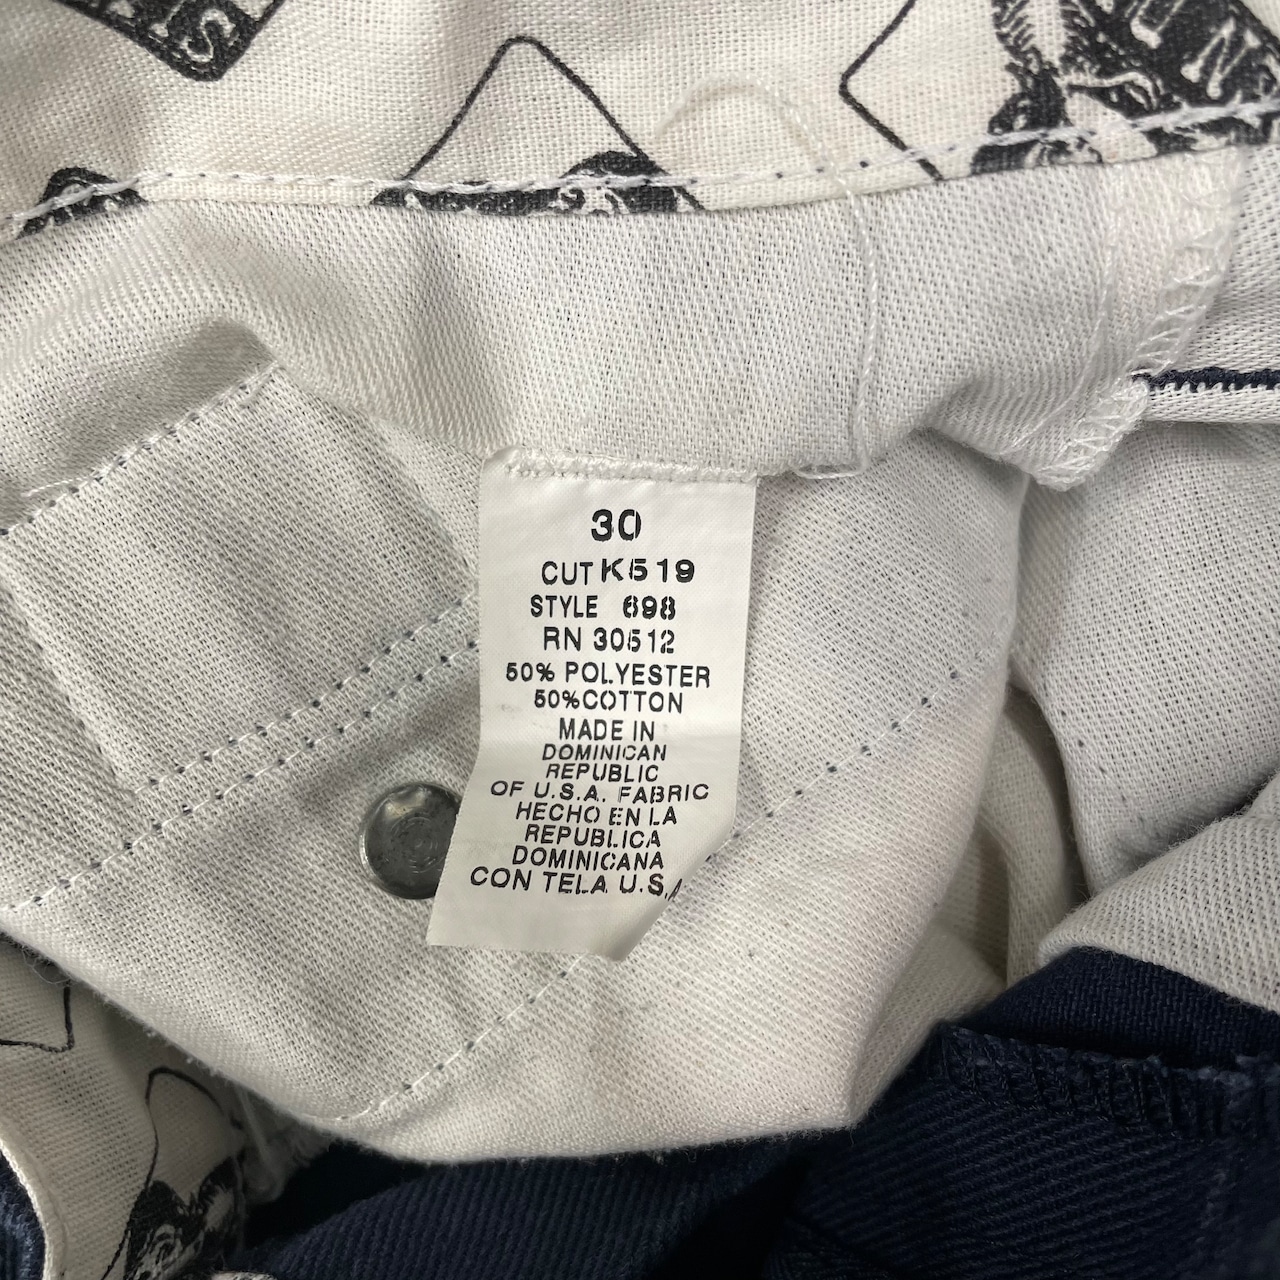 30
CUT K519
STYLE 698
RN 30512
50% POLYESTER
50% COTTON
MADE IN
DOMINICAN
REPUBLIC
OF U.S.A. FABRIC
HECHO EN LA
REPUBLICA
DOMINICANA
CON TELA U.S.A